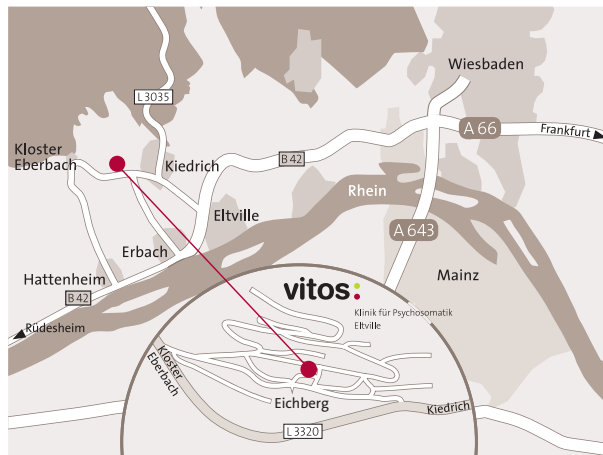 Wiesbaden
L 3035
A 66
Frankfurt
Kloster
Eberbach
Kiedrich
B 42
Rhein
Eltville
A 643
Erbach
Hattenheim
Mainz
B 42
vitos:
Klinik für Psychosomatik
Eltville
Rüdesheim
Kloster
Eberbach
Eichberg
Kiedrich
L 3320